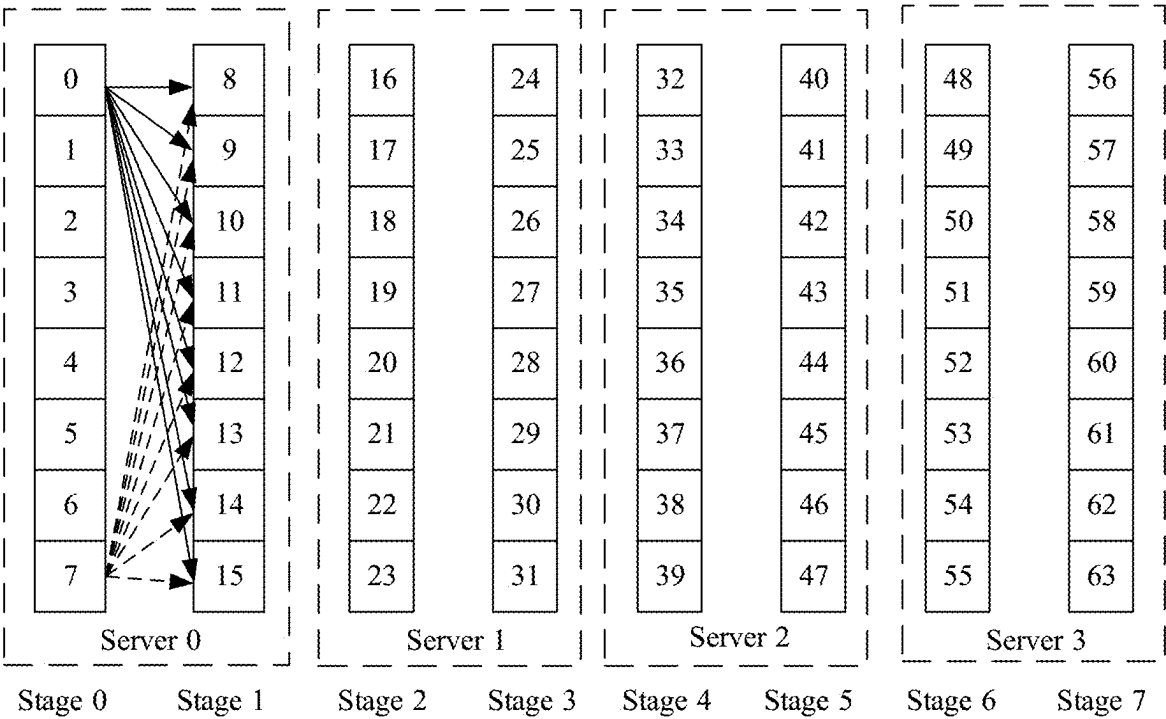 0 8 16 24 32 40 48 56
1 9 17 25 33 41 49 57
2 10 18 26 34 42 50 58
3 11 19 27 35 43 51 59
4 12 20 28 36 44 52 60
5 13 21 29 37 45 53 61
6 14 22 30 38 46 54 62
7 15 23 31 39 47 55 63
Server 0 Server 1 Server 2 Server 3
Stage 0 Stage 1 Stage 2 Stage 3 Stage 4 Stage 5 Stage 6 Stage 7